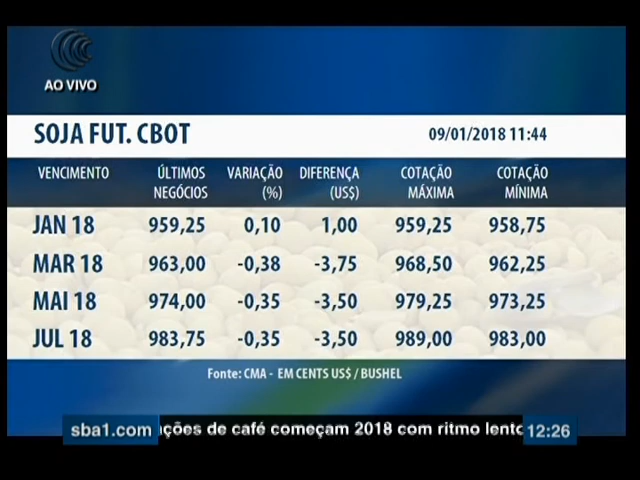 AO VIVO
SOJA FUT. CBOT 09/01/2018 11:44
VENCIMENTO ÚLTIMOS NEGÓCIOS VARIAÇÃO (%) DIFERENÇA (US$) COTAÇÃO MÁXIMA COTAÇÃO MÍNIMA
JAN 18 959,25 0,10 1,00 959,25 958,75
MAR 18 963,00 -0,38 -3,75 968,50 962,25
MAI 18 974,00 -0,35 -3,50 979,25 973,25
JUL 18 983,75 -0,35 -3,50 989,00 983,00
Fonte: CMA - EM CENTS US$ / BUSHEL
sba1.com ações de café começam 2018 com ritmo lento 12:26